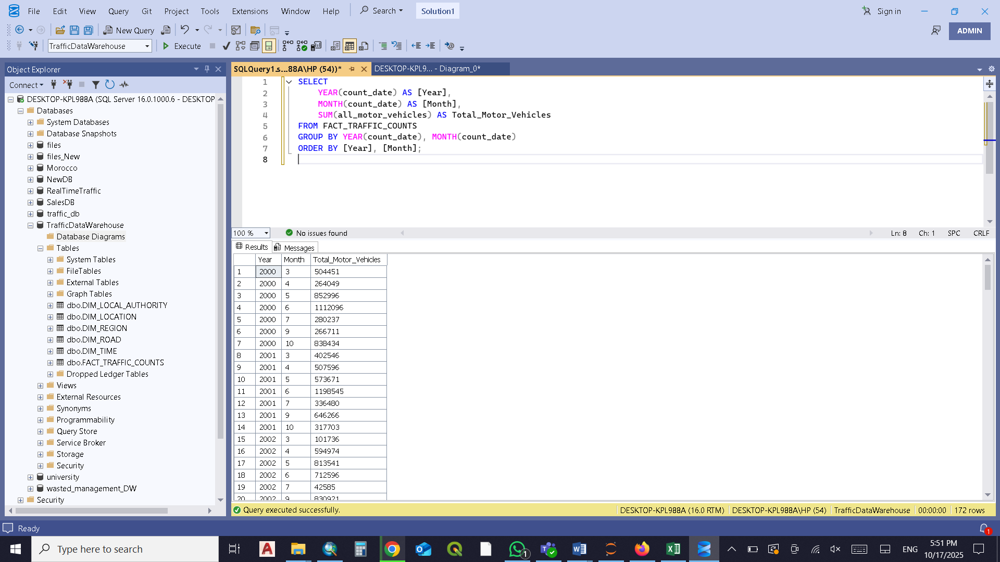 File Edit View Query Git Project Tools Extensions Window Help Search Solution1 Sign in
New Query ADMIN
TrafficDataWarehouse Execute
Object Explorer
Connect
DESKTOP-KPL988A (SQL Server 16.0.1000.6 - DESKTOP
Databases
System Databases
Database Snapshots
files
files_New
Morocco
NewDB
RealTimeTraffic
SalesDB
traffic_db
TrafficDataWarehouse
Database Diagrams
Tables
System Tables
FileTables
External Tables
Graph Tables
dbo.DIM_LOCAL_AUTHORITY
dbo.DIM_LOCATION
dbo.DIM_REGION
dbo.DIM_ROAD
dbo.DIM_TIME
dbo.FACT_TRAFFIC_COUNTS
Dropped Ledger Tables
Views
External Resources
Synonyms
Programmability
Query Store
Service Broker
Storage
Security
university
wasted_management_DW
Security
SQLQuery1.s...88A\HP (54))* DESKTOP-KPL9... - Diagram_0*
1 SELECT
2 YEAR(count_date) AS [Year],
3 MONTH(count_date) AS [Month],
4 SUM(all_motor_vehicles) AS Total_Motor_Vehicles
5 FROM FACT_TRAFFIC_COUNTS
6 GROUP BY YEAR(count_date), MONTH(count_date)
7 ORDER BY [Year], [Month];
8
100 % No issues found Ln: 8 Ch: 1 SPC CRLF
Results Messages
Year Month Total_Motor_Vehicles
1 2000 3 504451
2 2000 4 264049
3 2000 5 852996
4 2000 6 1112096
5 2000 7 280237
6 2000 9 266711
7 2000 10 838434
8 2001 3 402546
9 2001 4 507596
10 2001 5 573671
11 2001 6 1198545
12 2001 7 336480
13 2001 9 646266
14 2001 10 317703
15 2002 3 101736
16 2002 4 594974
17 2002 5 813541
18 2002 6 712596
19 2002 7 42585
20 2002 9 830921
Query executed successfully. DESKTOP-KPL988A (16.0 RTM) DESKTOP-KPL988A\HP (54) TrafficDataWarehouse 00:00:00 172 rows
Ready 1
Type here to search 1 ENG 5:51 PM
10/17/2025